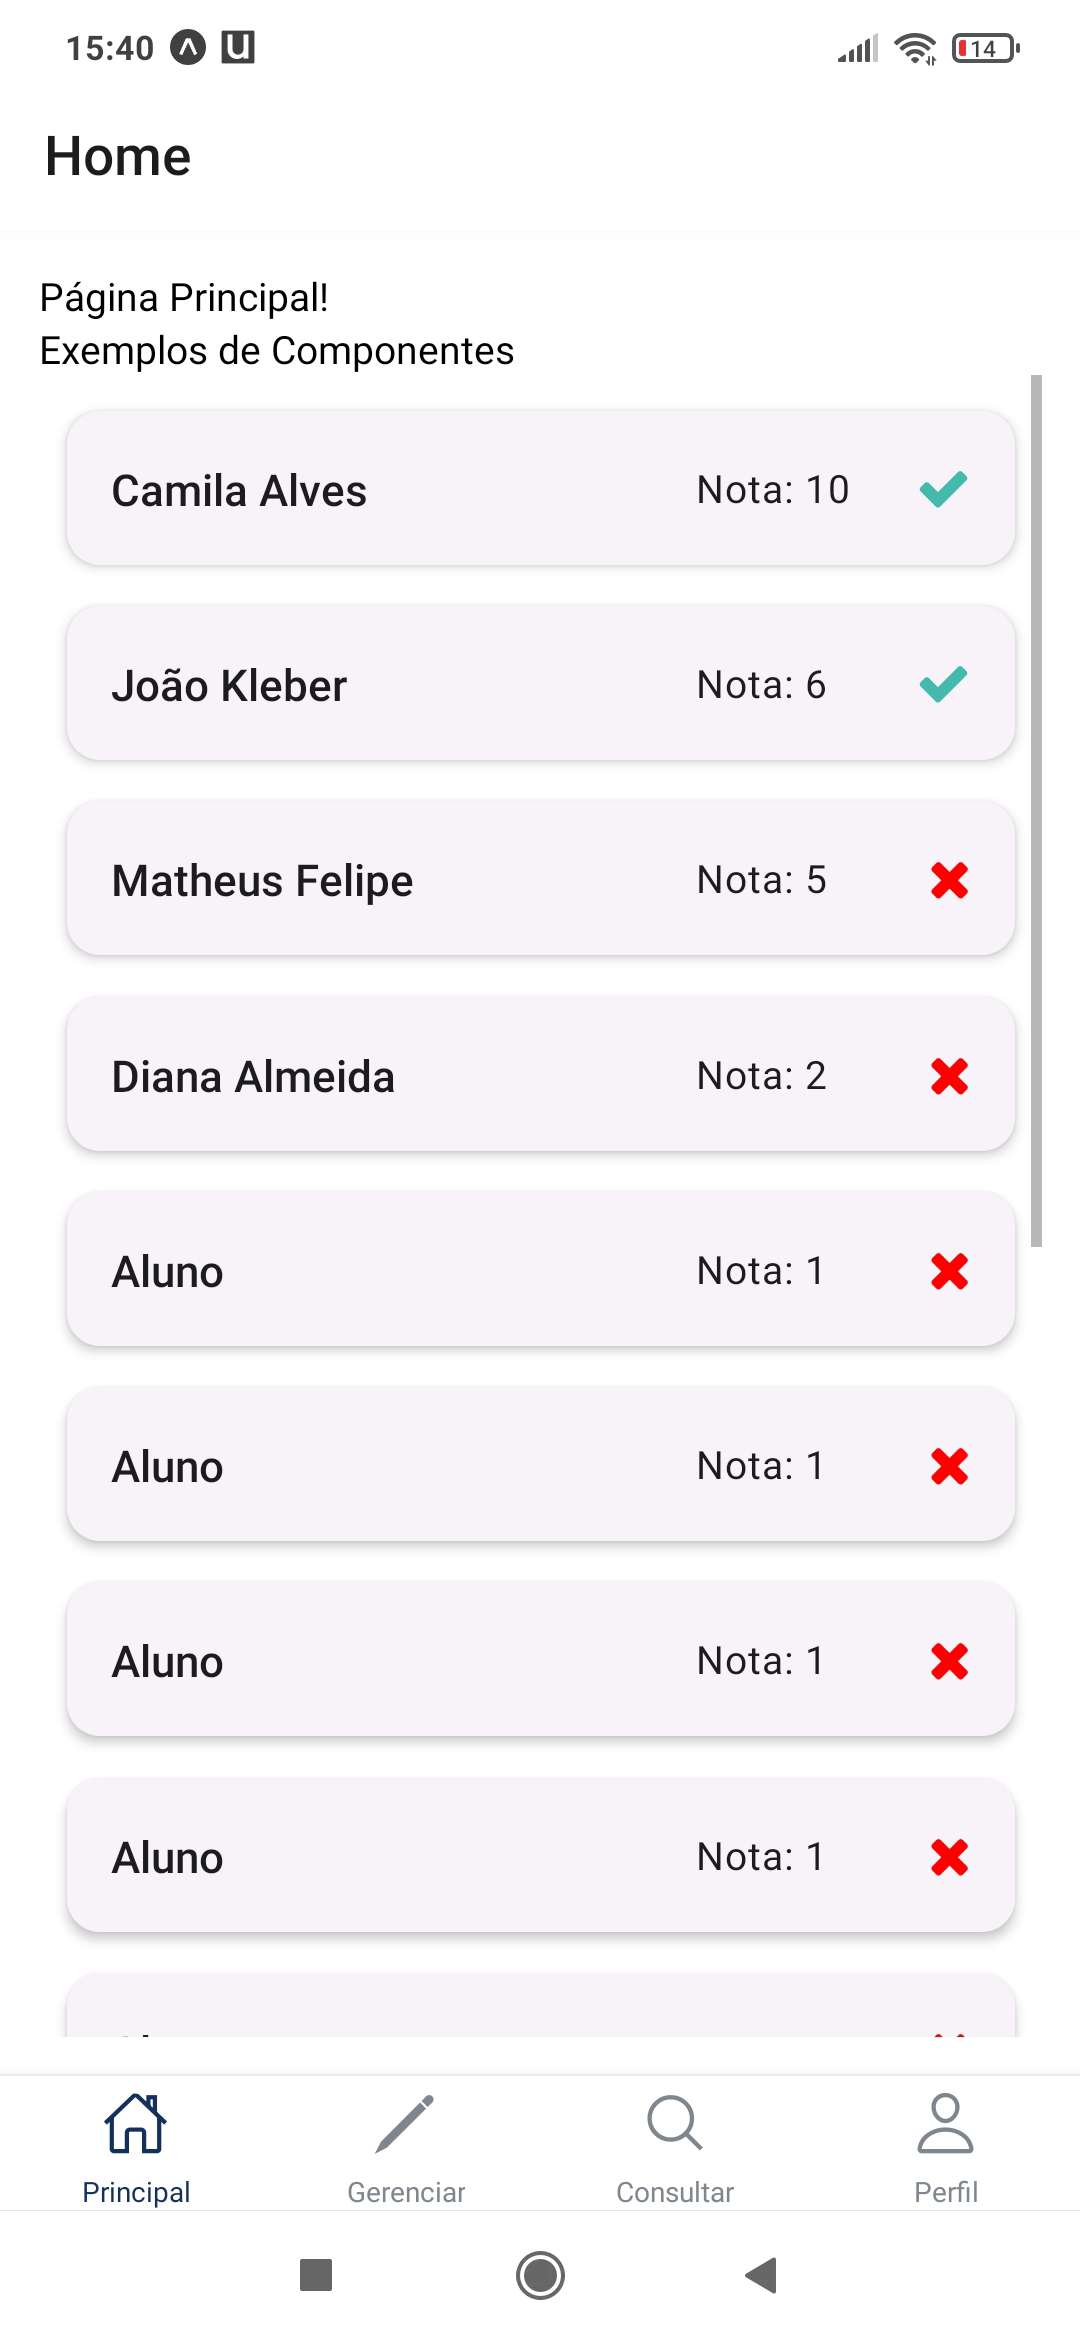 15:40
14
Home
Página Principal!
Exemplos de Componentes
Camila Alves Nota: 10
João Kleber Nota: 6
Matheus Felipe Nota: 5
Diana Almeida Nota: 2
Aluno Nota: 1
Aluno Nota: 1
Aluno Nota: 1
Aluno Nota: 1
Principal Gerenciar Consultar Perfil